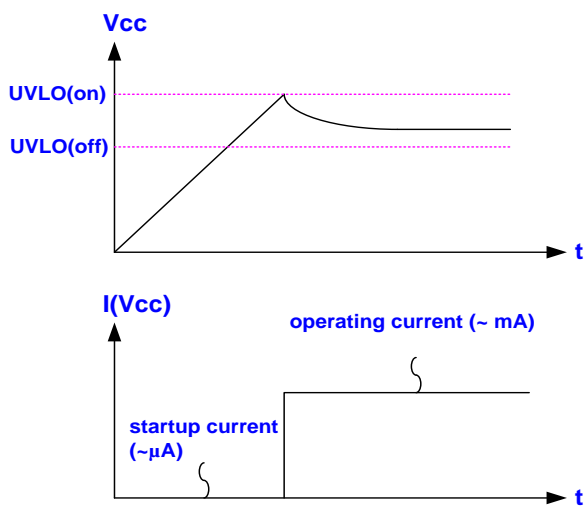 Vcc
UVLO(on)
UVLO(off)
t
I(Vcc)
operating current (~ mA)
startup current
(~μA)
t